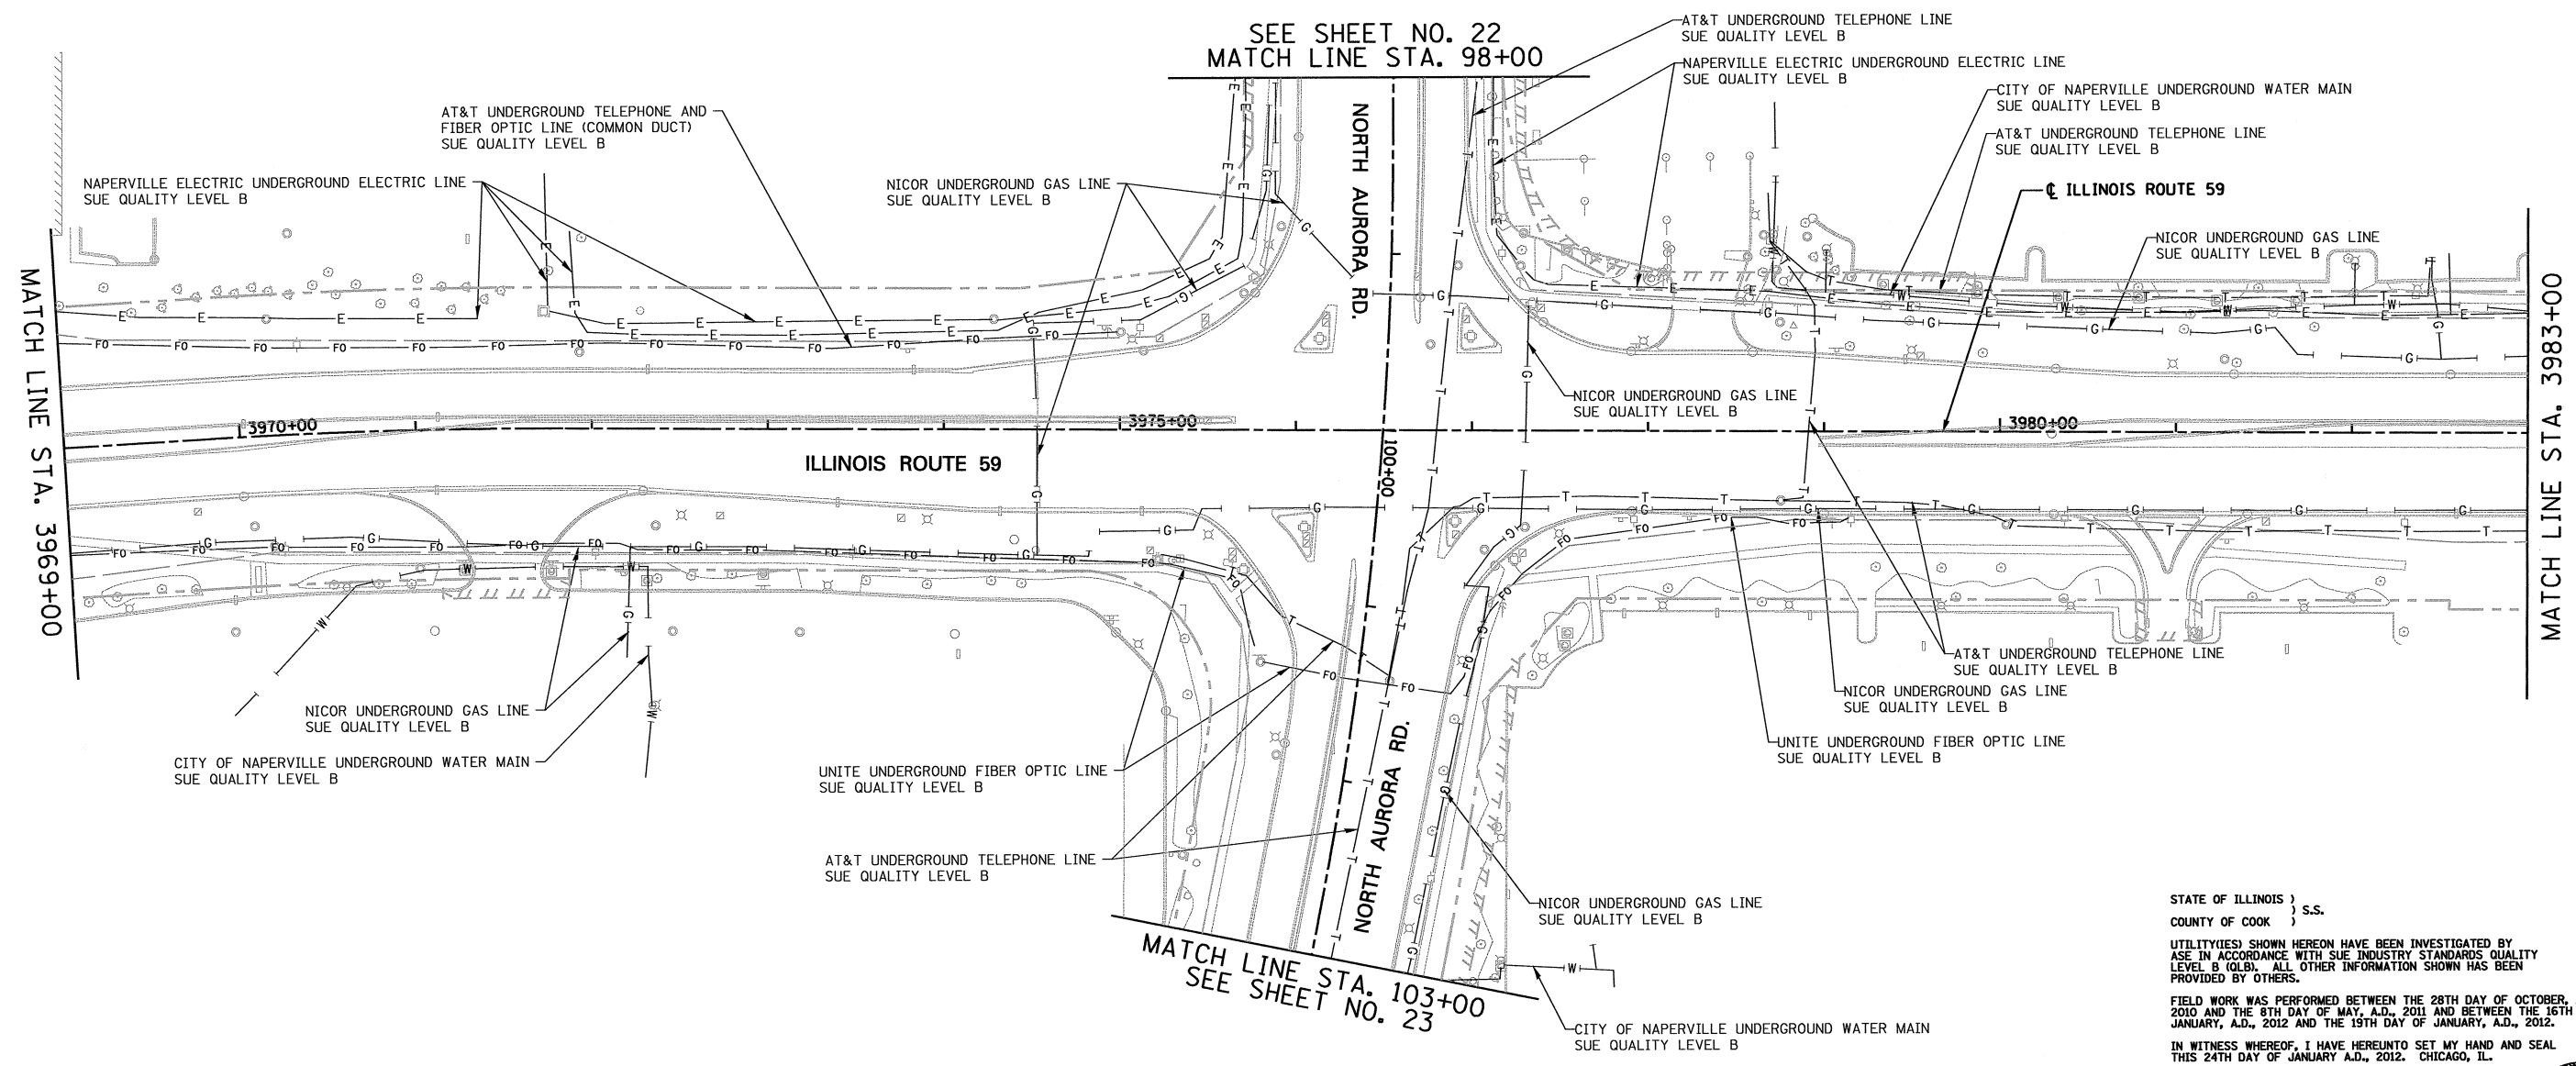 SEE SHEET NO. 22
MATCH LINE STA. 98+00
AT&T UNDERGROUND TELEPHONE LINE
SUE QUALITY LEVEL B
NAPERVILLE ELECTRIC UNDERGROUND ELECTRIC LINE
SUE QUALITY LEVEL B
CITY OF NAPERVILLE UNDERGROUND WATER MAIN
SUE QUALITY LEVEL B
AT&T UNDERGROUND TELEPHONE LINE
SUE QUALITY LEVEL B
AT&T UNDERGROUND TELEPHONE AND
FIBER OPTIC LINE (COMMON DUCT)
SUE QUALITY LEVEL B
NAPERVILLE ELECTRIC UNDERGROUND ELECTRIC LINE
SUE QUALITY LEVEL B
NICOR UNDERGROUND GAS LINE
SUE QUALITY LEVEL B
NORTH AURORA RD.
℄ ILLINOIS ROUTE 59
NICOR UNDERGROUND GAS LINE
SUE QUALITY LEVEL B
MATCH LINE STA. 3969+00
MATCH LINE STA. 3983+00
NICOR UNDERGROUND GAS LINE
SUE QUALITY LEVEL B
3970+00
3975+00
3980+00
100+00
ILLINOIS ROUTE 59
AT&T UNDERGROUND TELEPHONE LINE
SUE QUALITY LEVEL B
NICOR UNDERGROUND GAS LINE
SUE QUALITY LEVEL B
UNITE UNDERGROUND FIBER OPTIC LINE
SUE QUALITY LEVEL B
NICOR UNDERGROUND GAS LINE
SUE QUALITY LEVEL B
CITY OF NAPERVILLE UNDERGROUND WATER MAIN
SUE QUALITY LEVEL B
UNITE UNDERGROUND FIBER OPTIC LINE
SUE QUALITY LEVEL B
AT&T UNDERGROUND TELEPHONE LINE
SUE QUALITY LEVEL B
NORTH AURORA RD.
NICOR UNDERGROUND GAS LINE
SUE QUALITY LEVEL B
MATCH LINE STA. 103+00
SEE SHEET NO. 23
CITY OF NAPERVILLE UNDERGROUND WATER MAIN
SUE QUALITY LEVEL B
STATE OF ILLINOIS )
) S.S.
COUNTY OF COOK )
UTILITY(IES) SHOWN HEREON HAVE BEEN INVESTIGATED BY
ASE IN ACCORDANCE WITH SUE INDUSTRY STANDARDS QUALITY
LEVEL B (QLB). ALL OTHER INFORMATION SHOWN HAS BEEN
PROVIDED BY OTHERS.
FIELD WORK WAS PERFORMED BETWEEN THE 28TH DAY OF OCTOBER,
2010 AND THE 8TH DAY OF MAY, A.D., 2011 AND BETWEEN THE 16TH
JANUARY, A.D., 2012 AND THE 19TH DAY OF JANUARY, A.D., 2012.
IN WITNESS WHEREOF, I HAVE HEREUNTO SET MY HAND AND SEAL
THIS 24TH DAY OF JANUARY A.D., 2012. CHICAGO, IL.